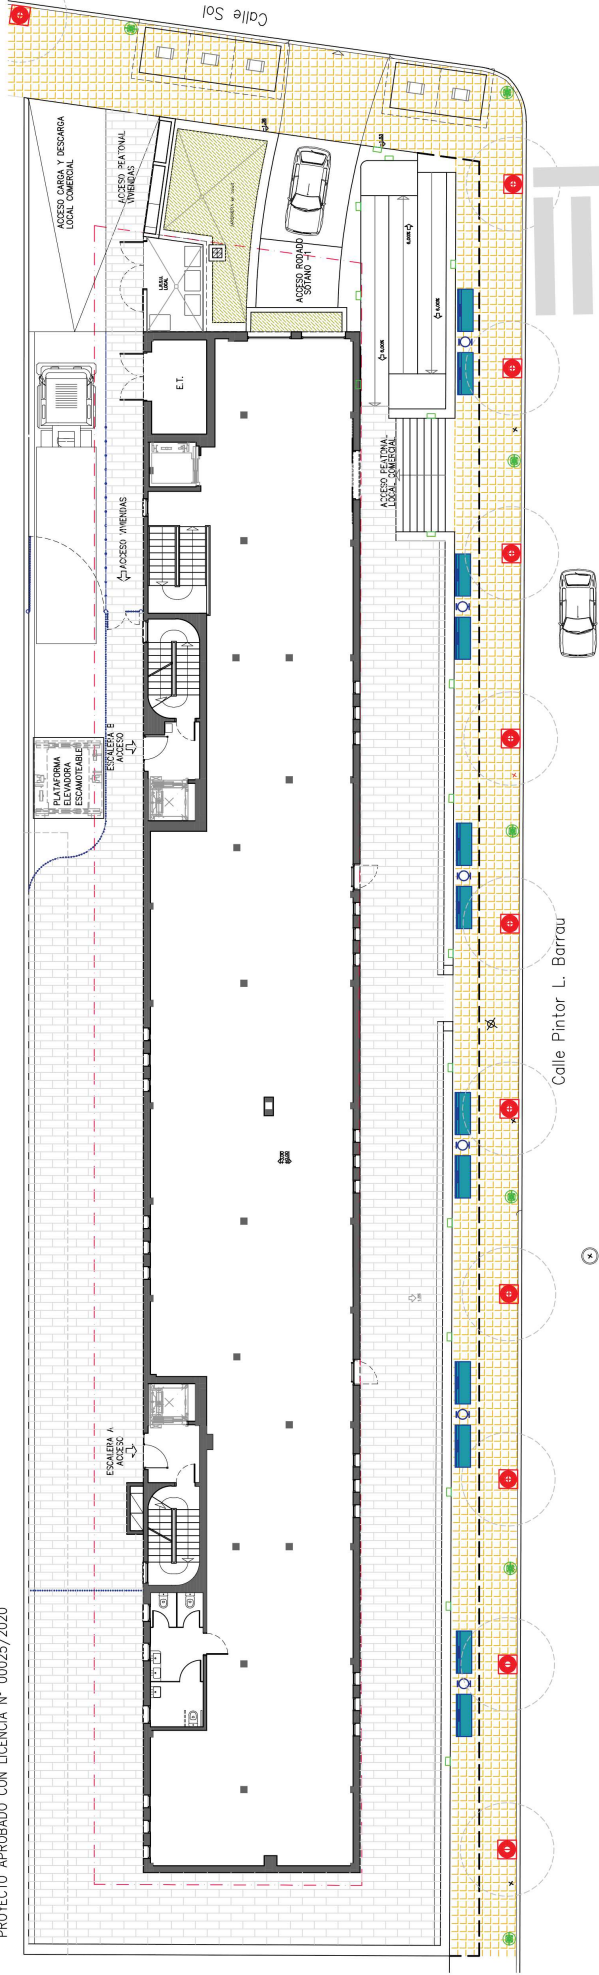 Calle Sol
ACCESO CARGA Y DESCARGA
LOCAL COMERCIAL
ACCESO PEATONAL
VIVIENDAS
ACCESO RODADO
SOTANO -1
E.T.
ACCESO PEATONAL
LOCAL COMERCIAL
ACCESO VIVIENDAS
ESCALERA B
ACCESO
PLATAFORMA
ELEVADORA
ESCAMOTEABLE
Calle Pintor L. Barrau
ESCALERA A
ACCESO
PROYECTO APROBADO CON LICENCIA Nº 00025/2020